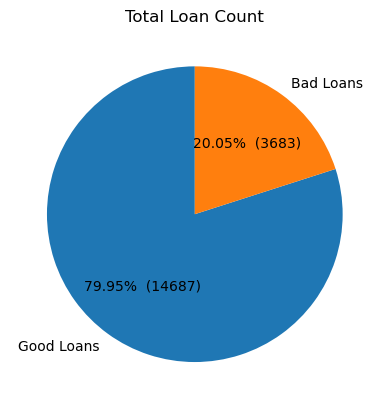 Total Loan Count
Bad Loans
20.05%  (3683)
79.95%  (14687)
Good Loans